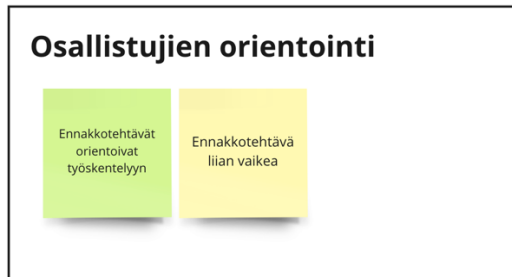 Osallistujien orientointi
Ennakkotehtävät
orientoivat
työskentelyyn
Ennakkotehtävä
liian vaikea